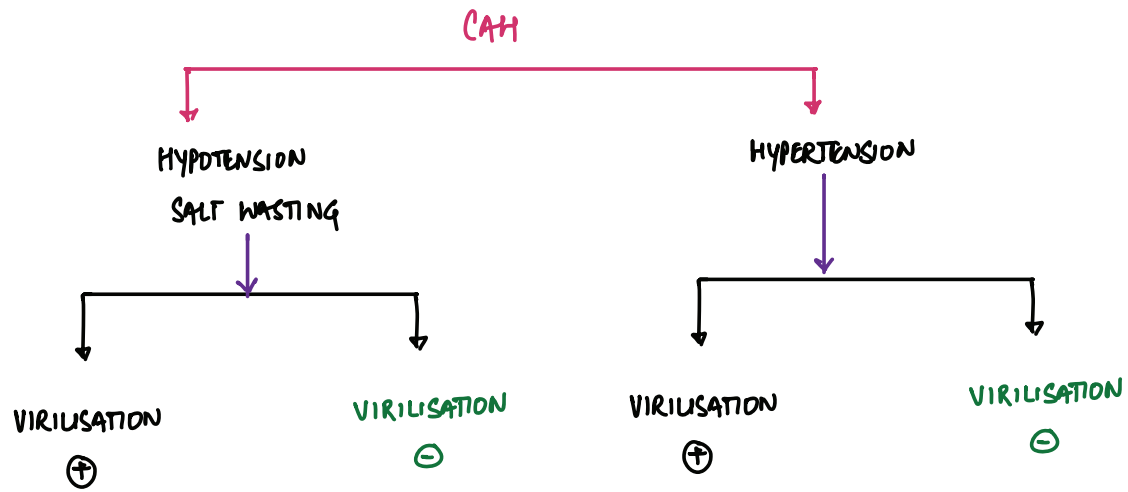 CAH
HYPOTENSION
SALT WASTING
HYPERTENSION
VIRILISATION
+
VIRILISATION
-
VIRILISATION
+
VIRILISATION
-